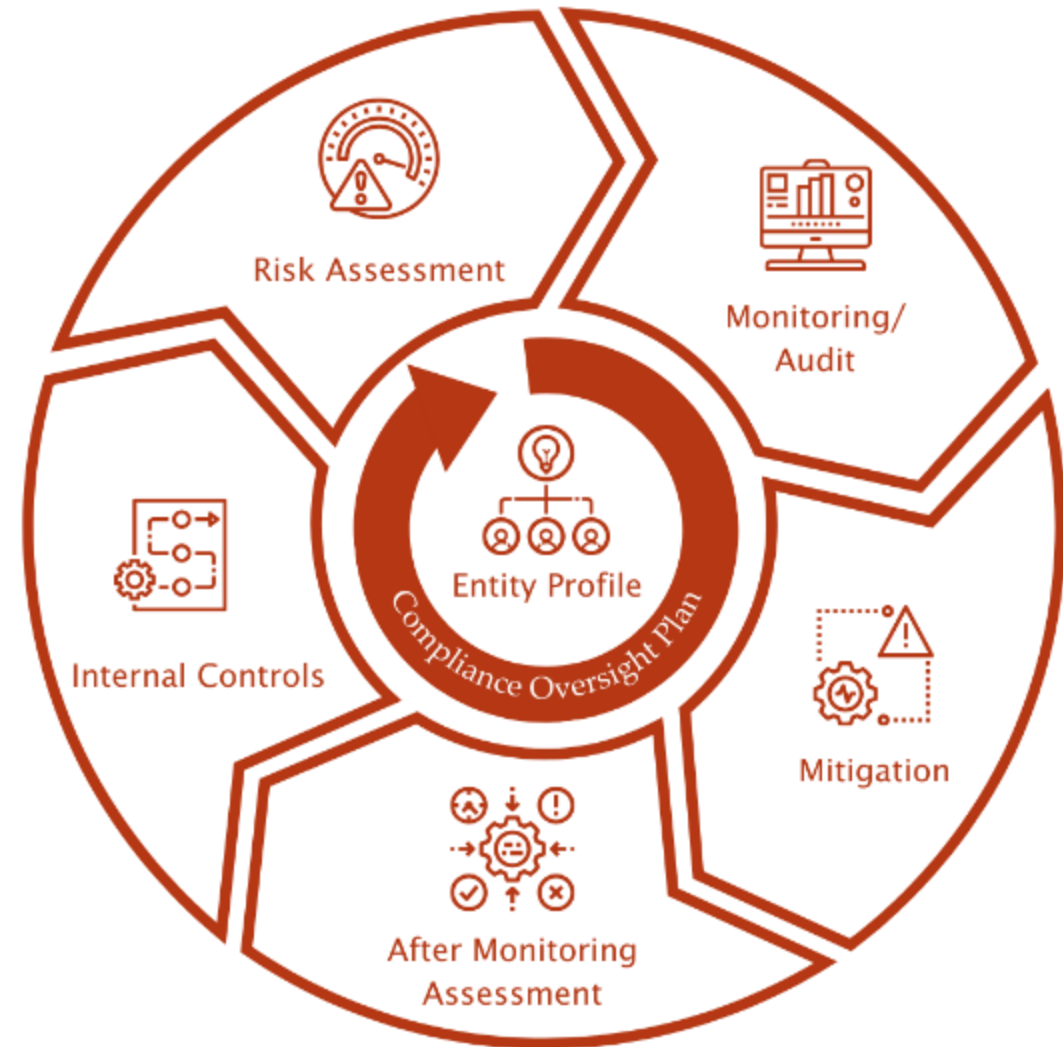 Risk Assessment
Monitoring/
Audit
Entity Profile
Compliance Oversight Plan
Internal Controls
Mitigation
After Monitoring
Assessment